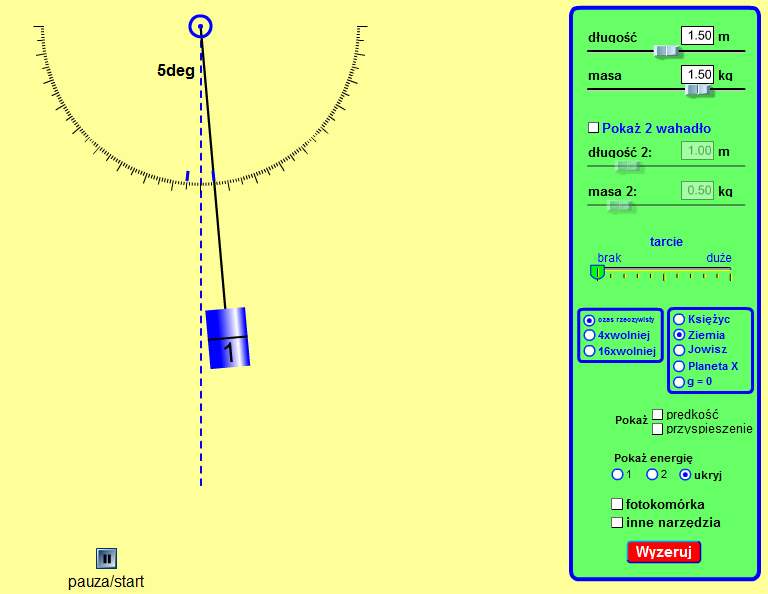 5deg
1
pauza/start
długość 1.50 m
masa 1.50 kg
Pokaż 2 wahadło
długość 2: 1.00 m
masa 2: 0.50 kg
tarcie
brak duże
czas rzeczywisty
4xwolniej
16xwolniej
Księżyc
Ziemia
Jowisz
Planeta X
g = 0
Pokaż prędkość
przyspieszenie
Pokaż energię
1 2 ukryj
fotokomórka
inne narzędzia
Wyzeruj